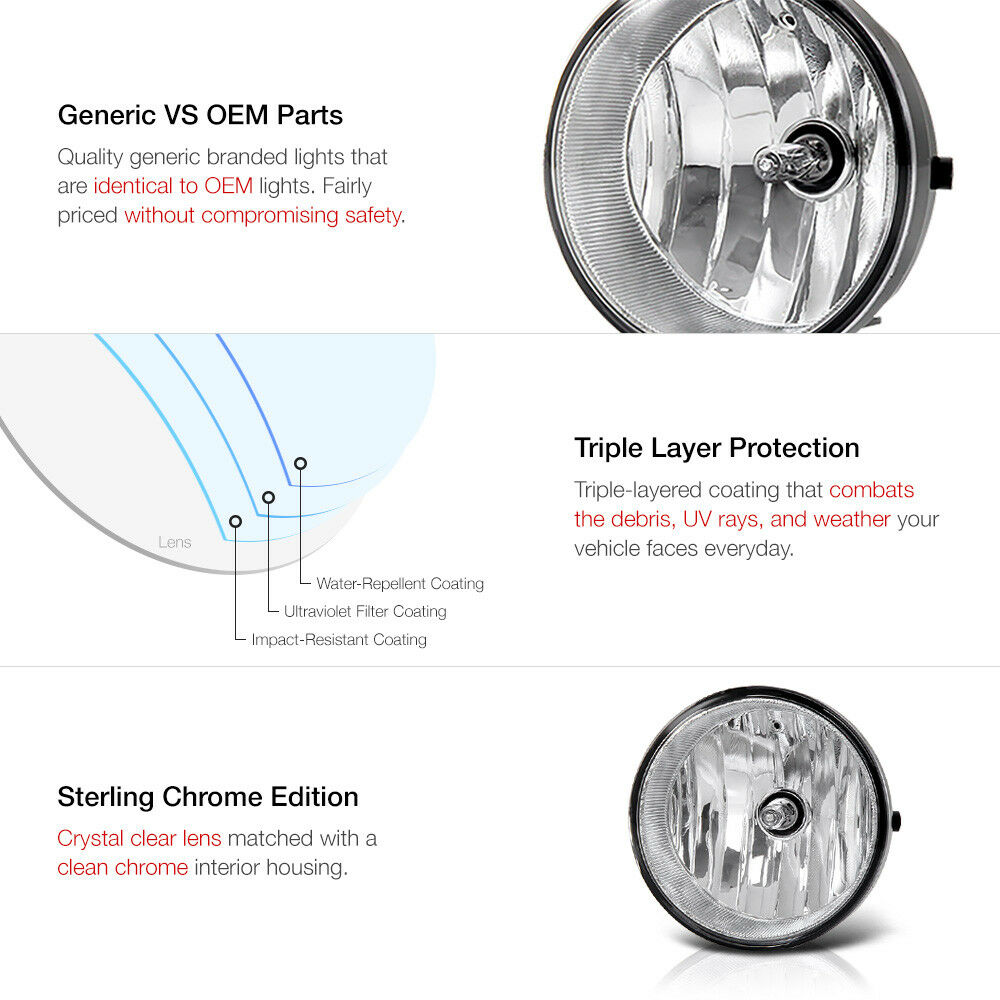 Generic VS OEM Parts
Quality generic branded lights that
are identical to OEM lights. Fairly
priced without compromising safety.
Lens
Water-Repellent Coating
Ultraviolet Filter Coating
Impact-Resistant Coating
Triple Layer Protection
Triple-layered coating that combats
the debris, UV rays, and weather your
vehicle faces everyday.
Sterling Chrome Edition
Crystal clear lens matched with a
clean chrome interior housing.